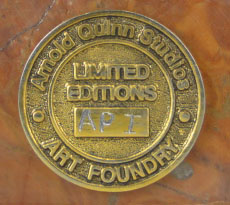 Arnold Quinn Studios
LIMITED
EDITIONS
AP 7
ART FOUNDRY